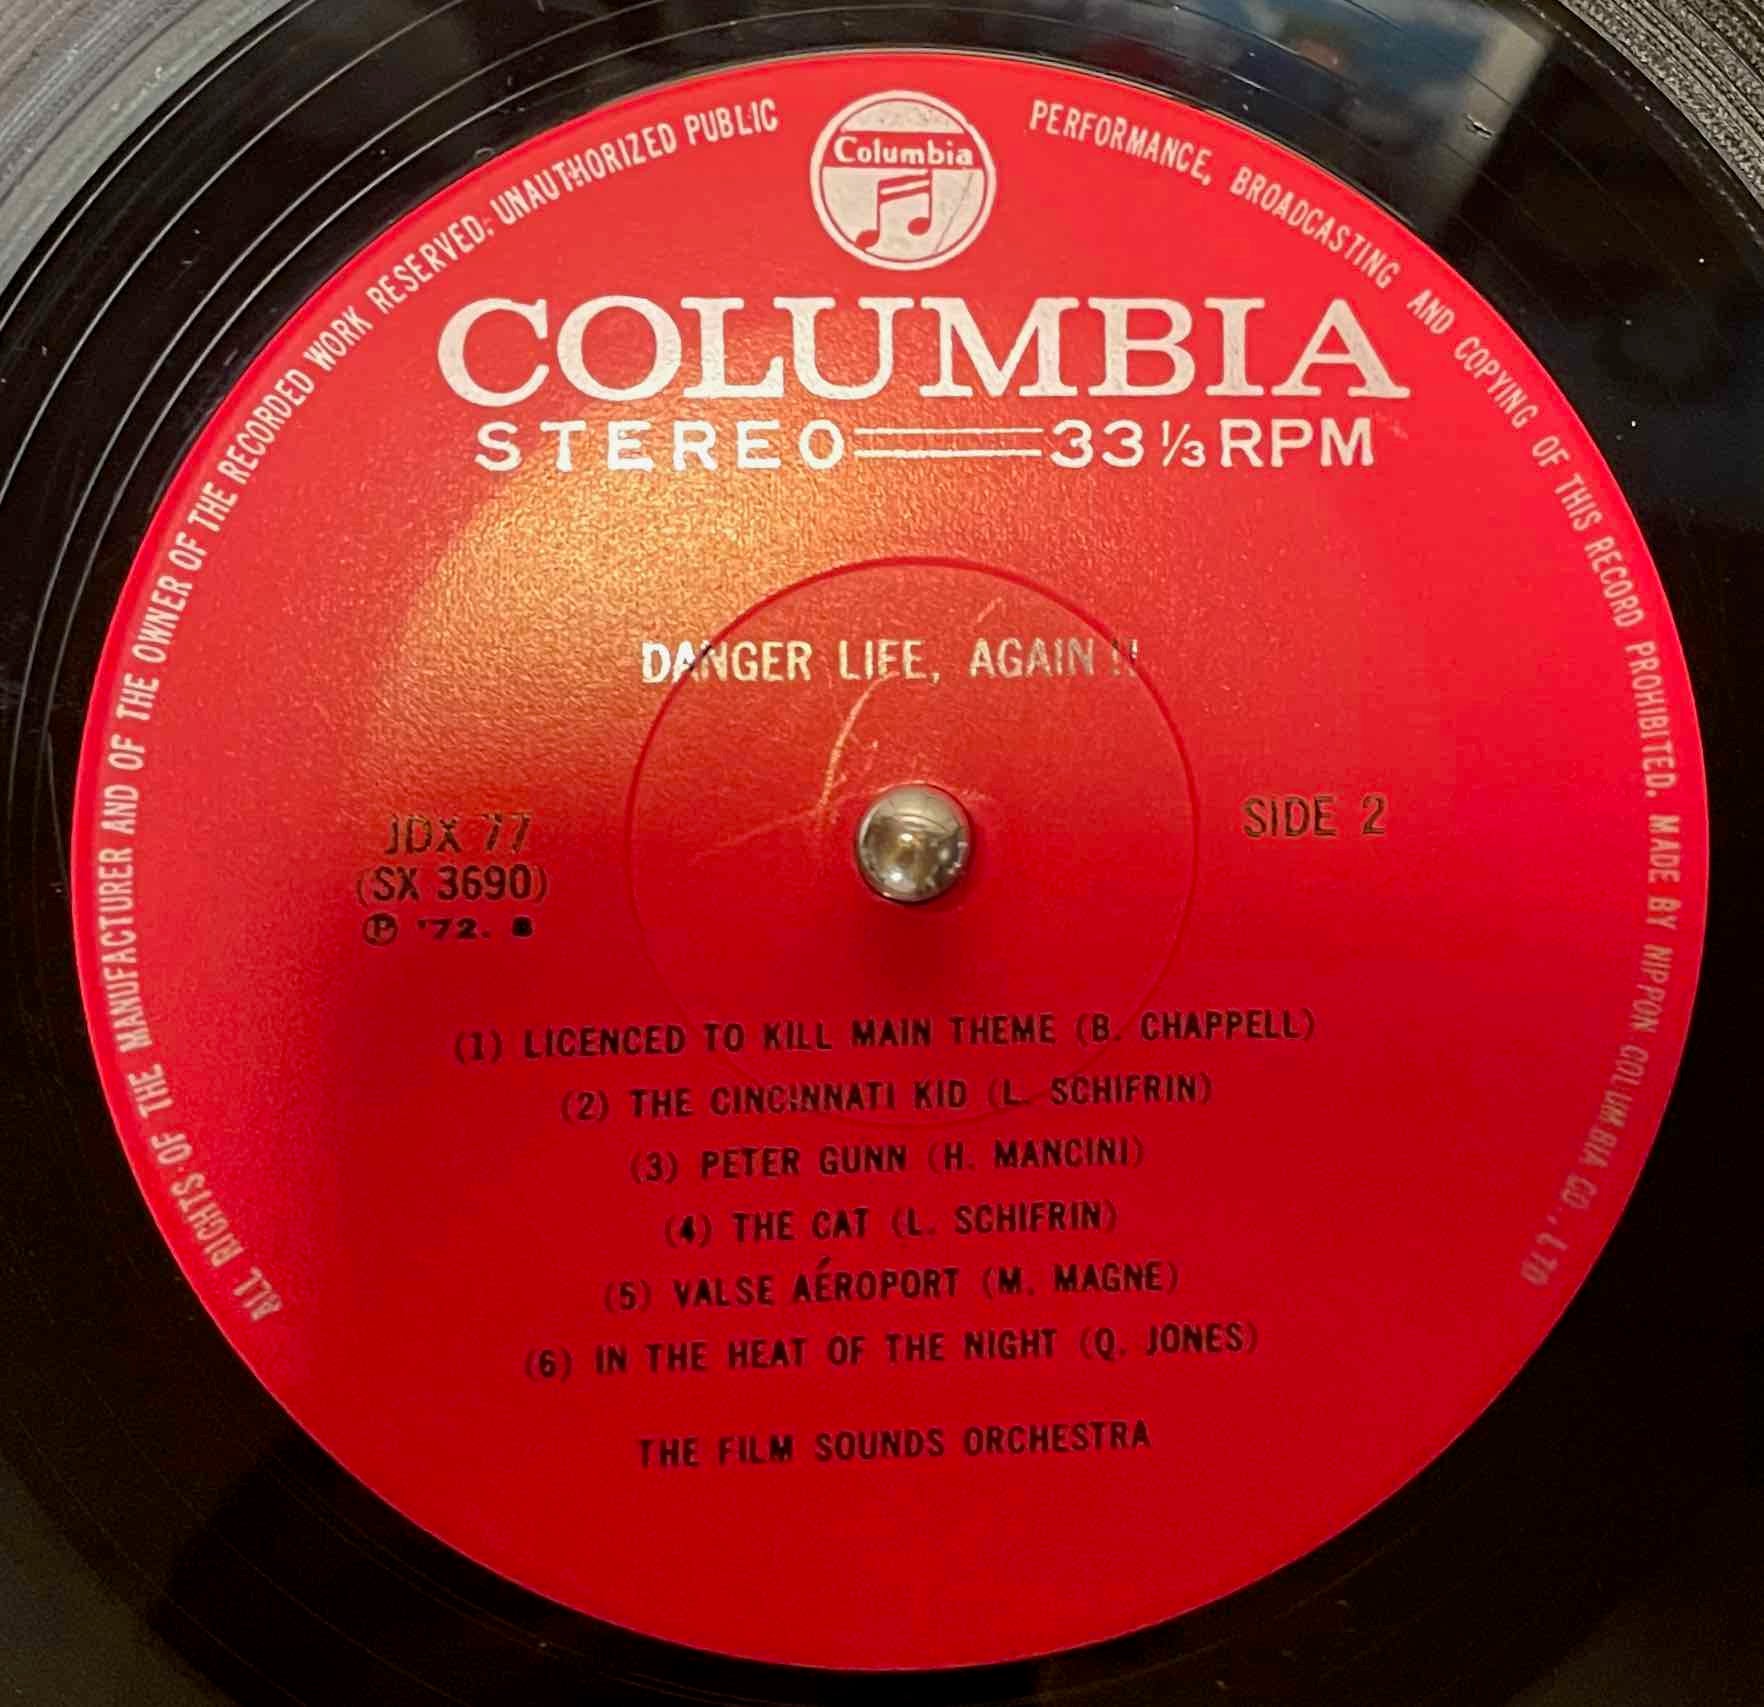 ALL RIGHTS OF THE MANUFACTURER AND OF THE OWNER OF THE RECORDED WORK RESERVED; UNAUTHORIZED PUBLIC PERFORMANCE, BROADCASTING AND COPYING OF THIS RECORD PROHIBITED. MADE BY NIPPON COLUMBIA CO., LTD
Columbia
COLUMBIA
STEREO 33 1/3 RPM
DANGER LIFE, AGAIN !!
JDX 77
(SX 3690)
Ⓟ '72. 8
SIDE 2
(1) LICENCED TO KILL MAIN THEME (B. CHAPPELL)
(2) THE CINCINNATI KID (L. SCHIFRIN)
(3) PETER GUNN (H. MANCINI)
(4) THE CAT (L. SCHIFRIN)
(5) VALSE AÉROPORT (M. MAGNE)
(6) IN THE HEAT OF THE NIGHT (Q. JONES)
THE FILM SOUNDS ORCHESTRA